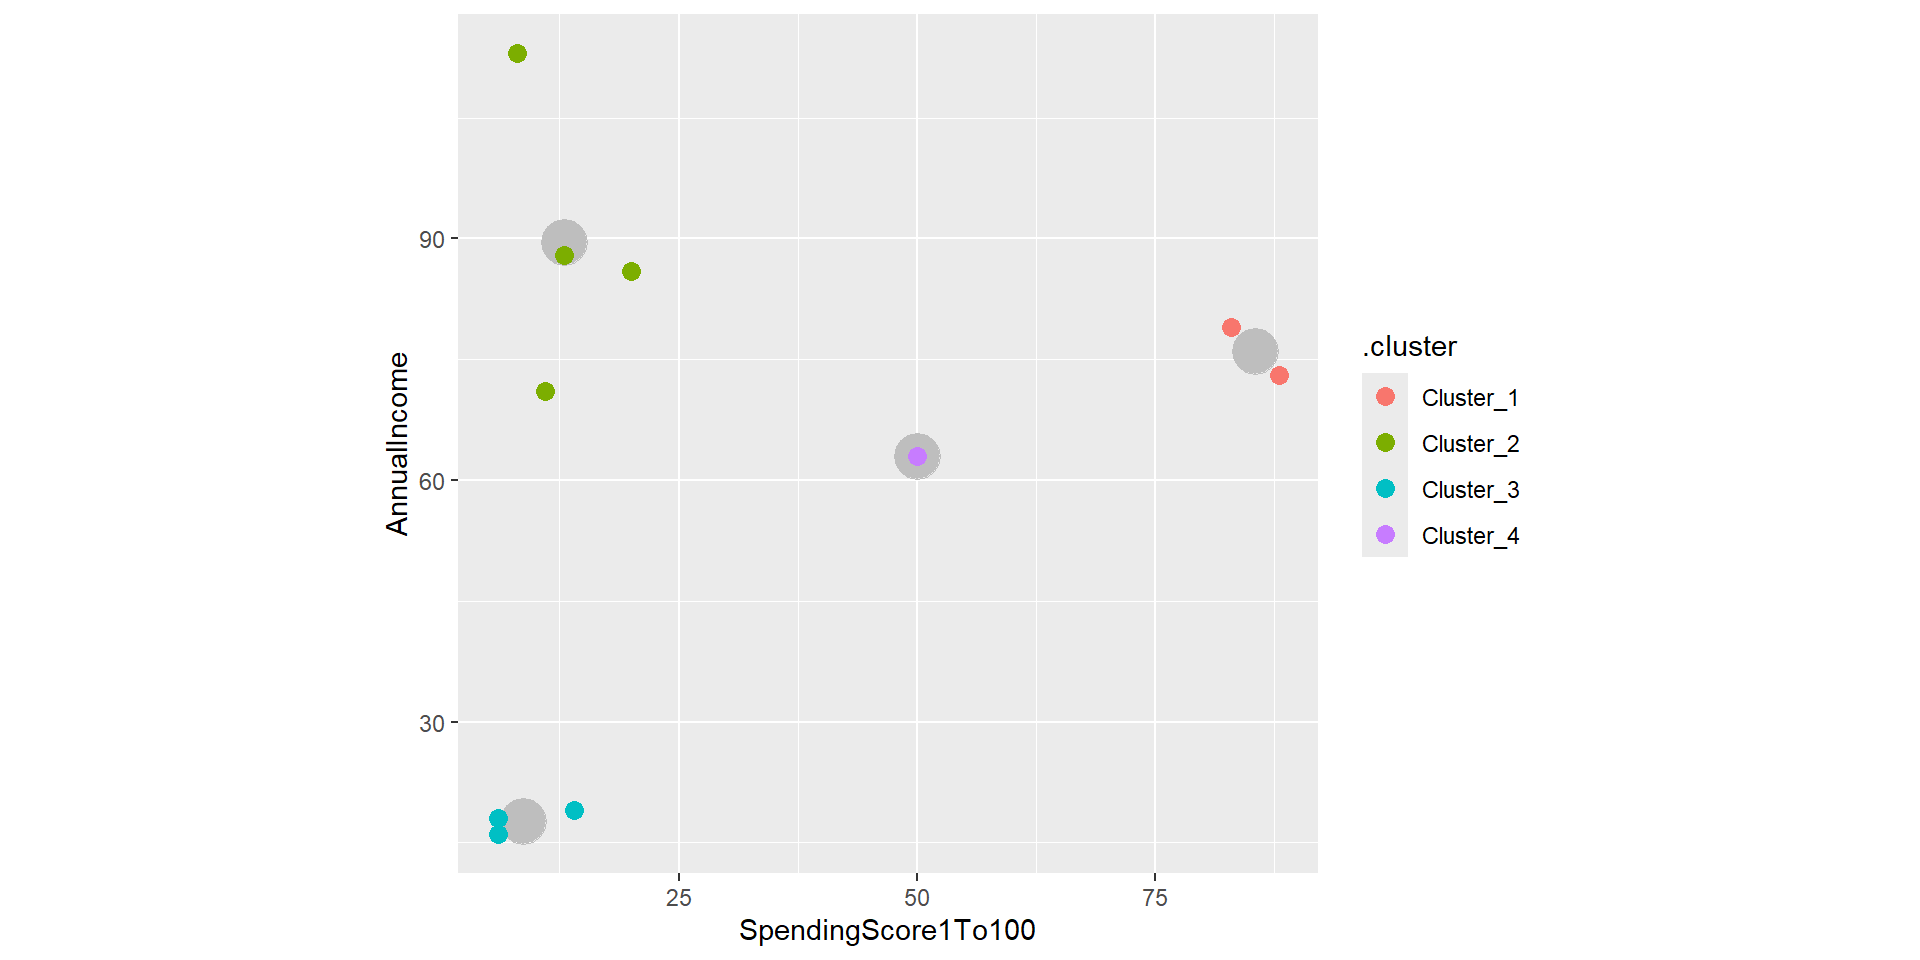 90
60
30
AnnualIncome
25 50 75
SpendingScore1To100
.cluster
Cluster_1
Cluster_2
Cluster_3
Cluster_4